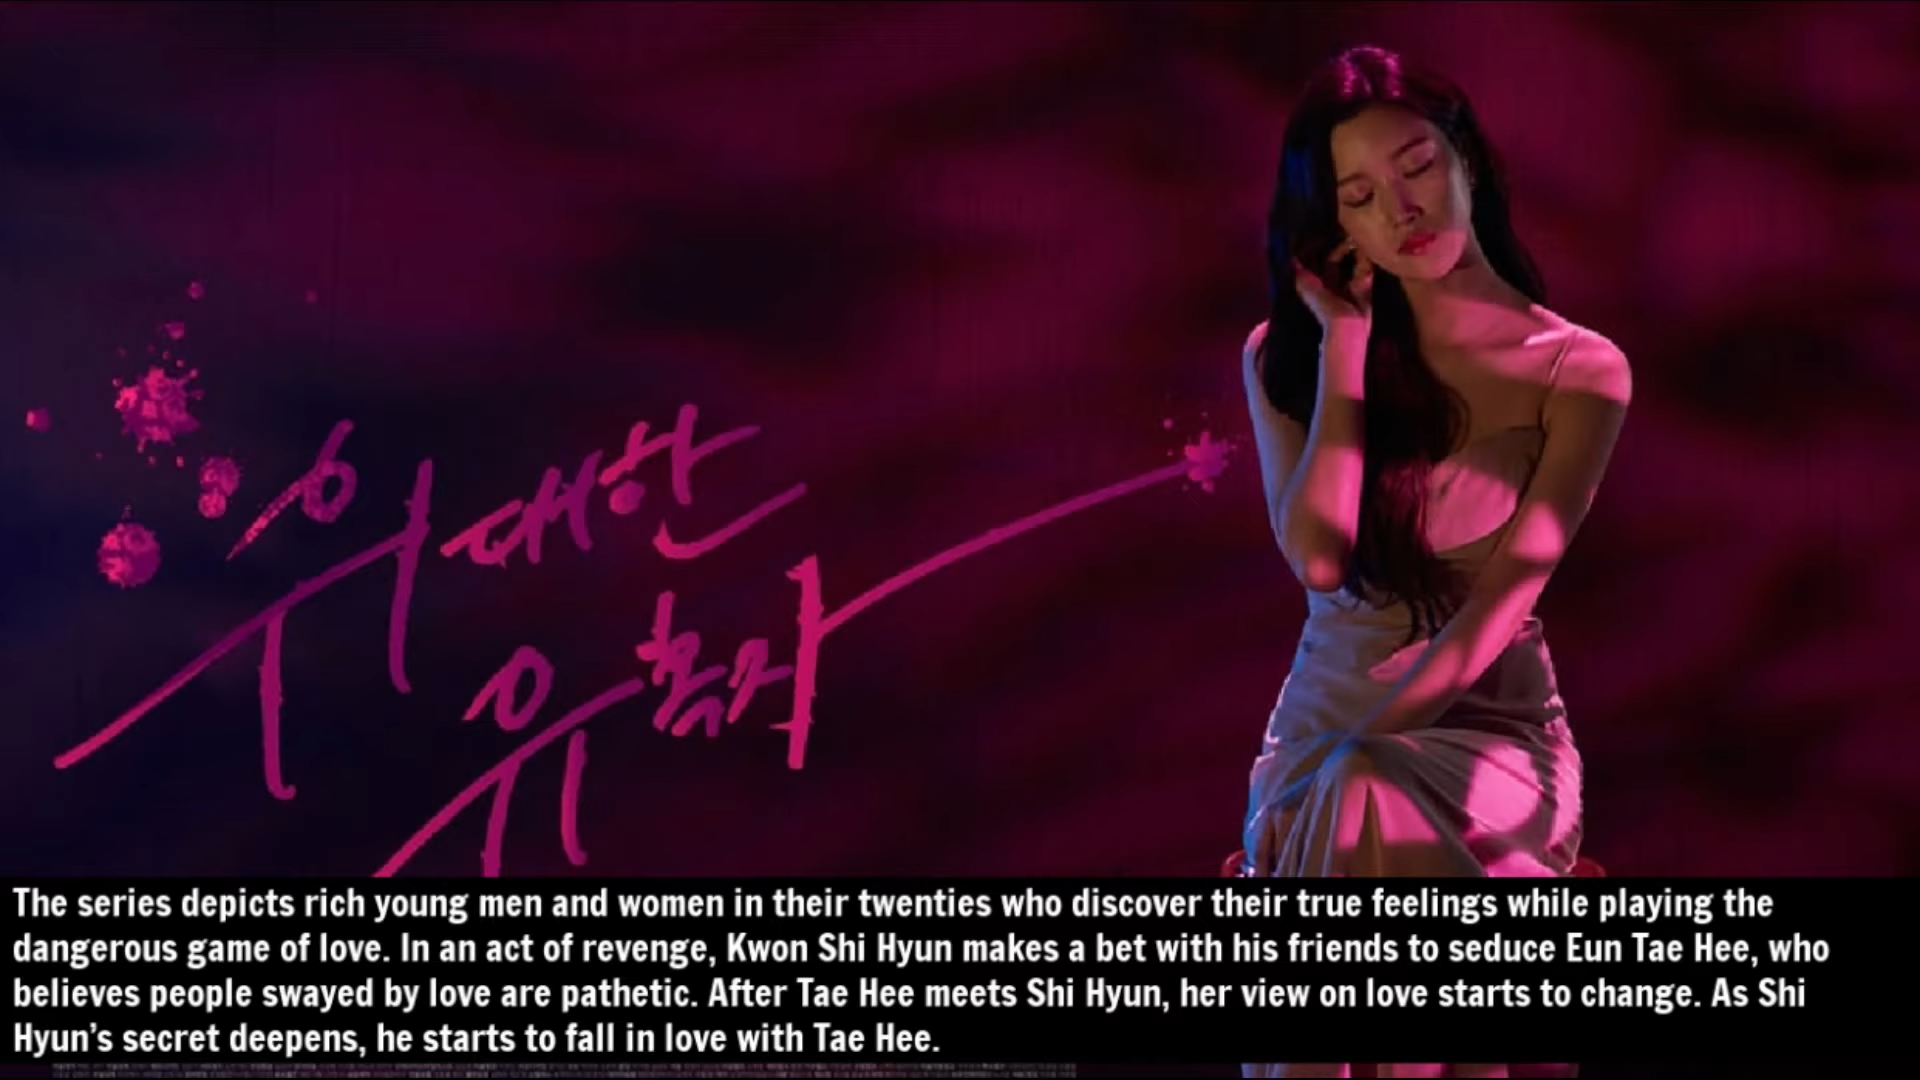 위대한
유혹자
The series depicts rich young men and women in their twenties who discover their true feelings while playing the
dangerous game of love. In an act of revenge, Kwon Shi Hyun makes a bet with his friends to seduce Eun Tae Hee, who
believes people swayed by love are pathetic. After Tae Hee meets Shi Hyun, her view on love starts to change. As Shi
Hyun’s secret deepens, he starts to fall in love with Tae Hee.